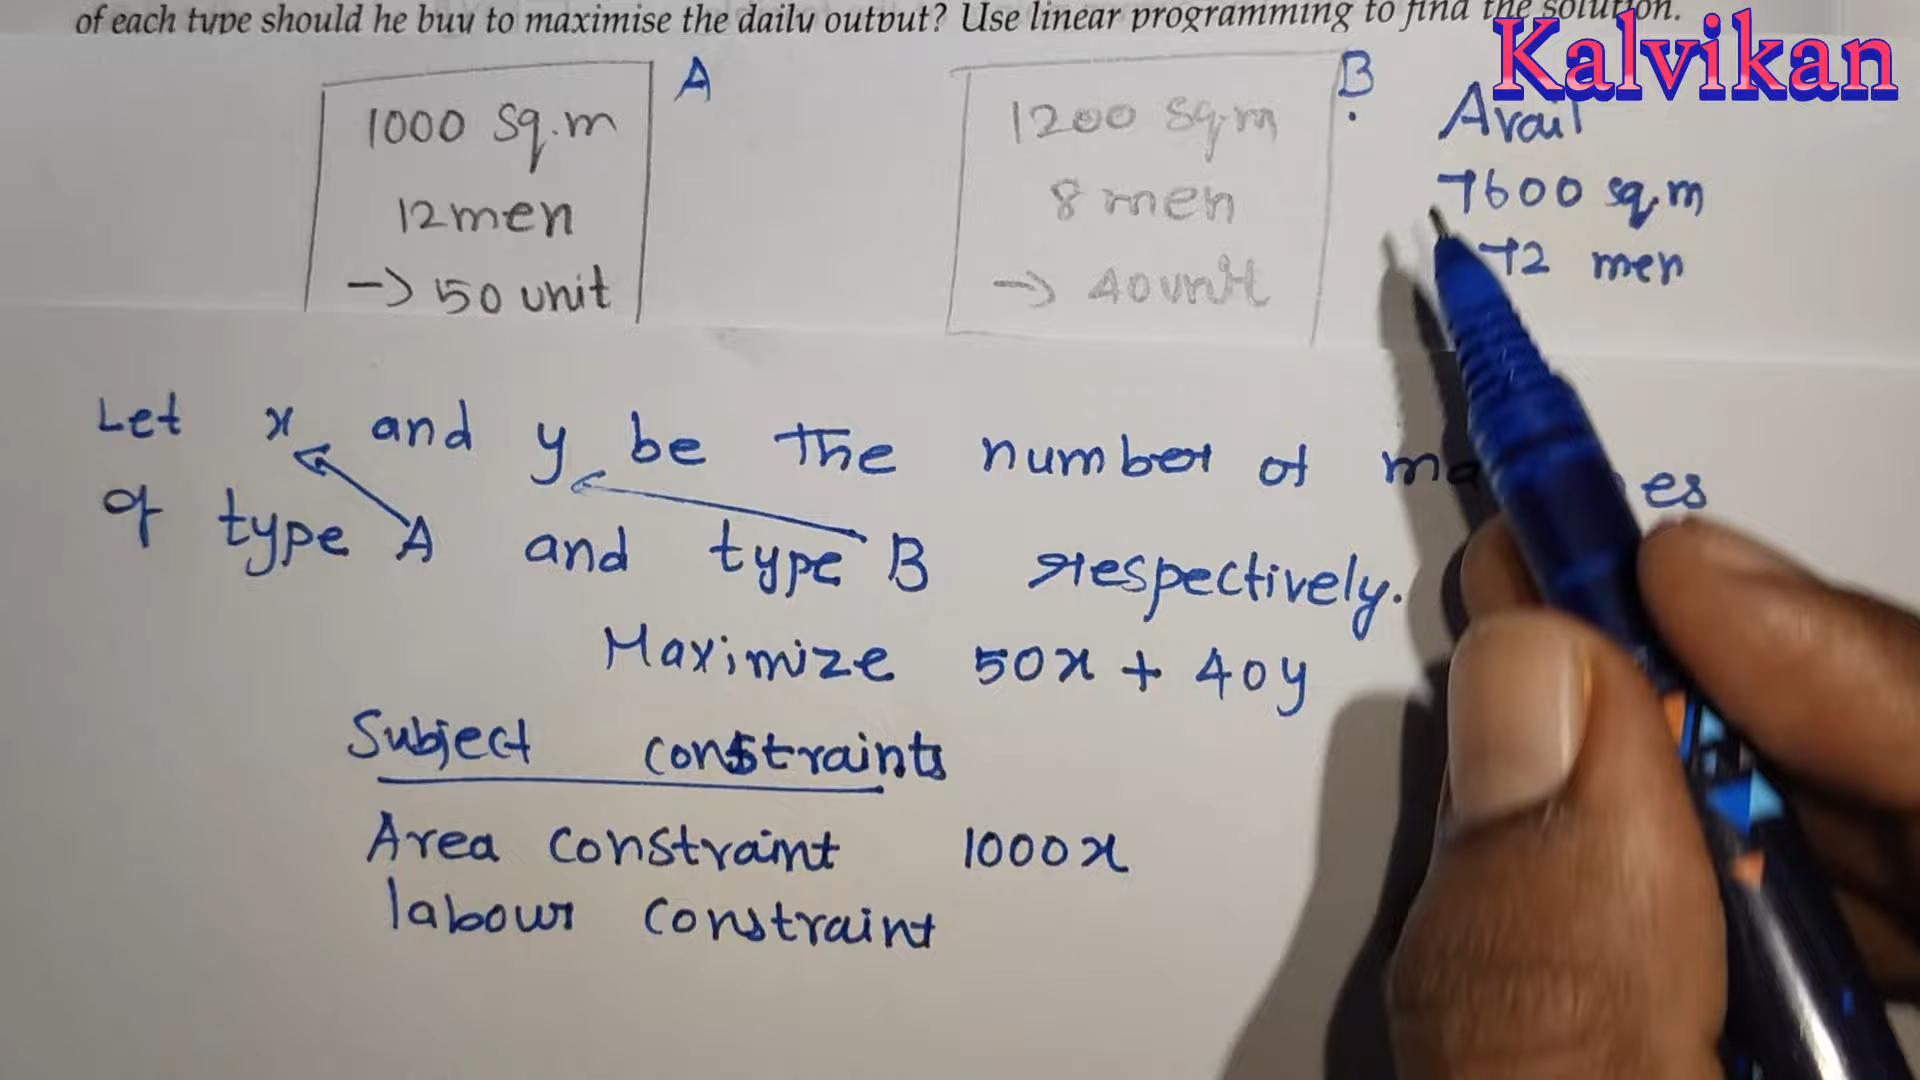 of each type should he buy to maximise the daily output? Use linear programming to find the solution.
Kalvikan
A
1000 sq.m
12 men
-> 50 unit
B
1200 sq.m
8 men
-> 40 unit
Avail
7600 sq.m
72 men
Let x and y be the number of
of type A and type B respectively.
Maximize 50x + 40y
Subject constraints
Area constraint 1000x
labour constraint